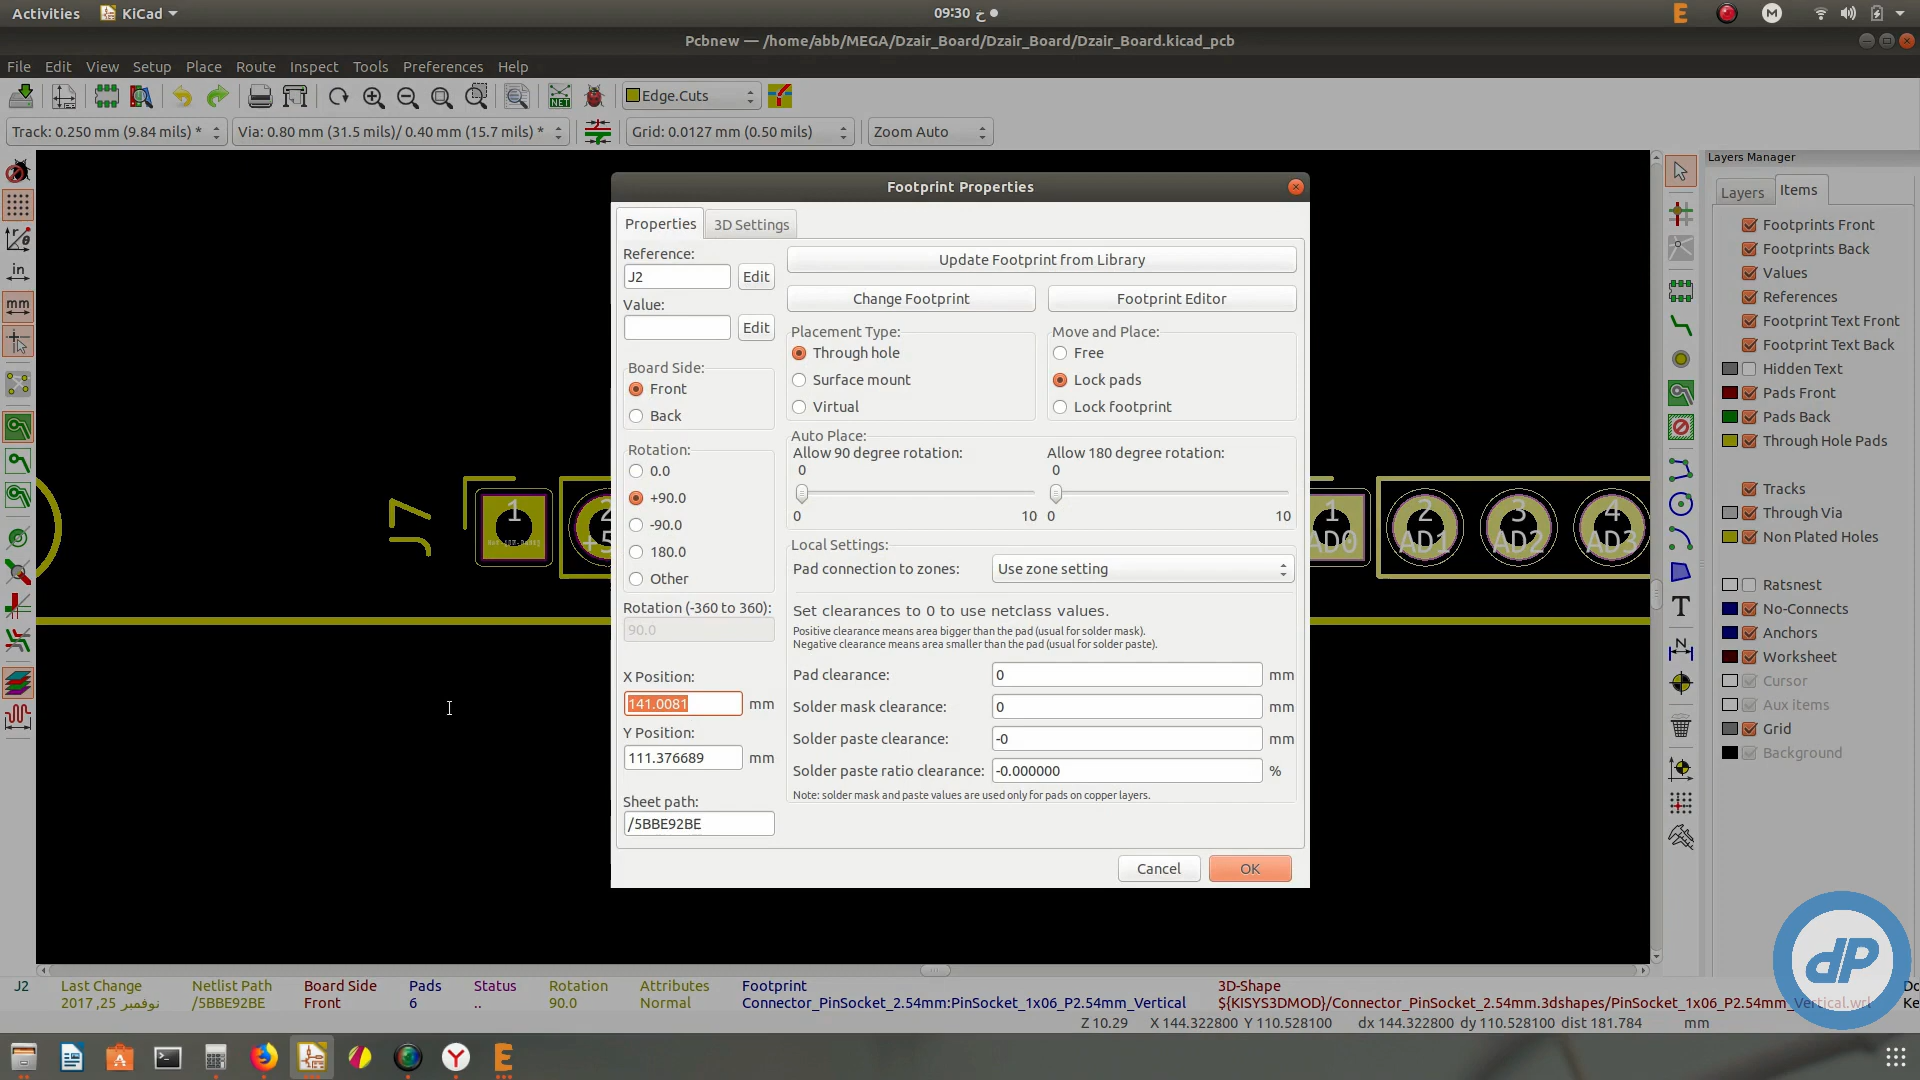 Activities KiCad 09:30 ح
Pcbnew — /home/abb/MEGA/Dzair_Board/Dzair_Board/Dzair_Board.kicad_pcb
File Edit View Setup Place Route Inspect Tools Preferences Help
NET Edge.Cuts
Track: 0.250 mm (9.84 mils) * Via: 0.80 mm (31.5 mils)/ 0.40 mm (15.7 mils) * Grid: 0.0127 mm (0.50 mils) Zoom Auto
in
mm
J7
1
2
+5
1 AD0
2 AD1
3 AD2
4 AD3
Footprint Properties
Properties 3D Settings
Reference:
J2 Edit
Value:
Edit
Board Side:
Front
Back
Rotation:
0.0
+90.0
-90.0
180.0
Other
Rotation (-360 to 360):
90.0
X Position:
141.0081 mm
Y Position:
111.376689 mm
Sheet path:
/5BBE92BE
Update Footprint from Library
Change Footprint Footprint Editor
Placement Type:
Through hole
Surface mount
Virtual
Move and Place:
Free
Lock pads
Lock footprint
Auto Place:
Allow 90 degree rotation: Allow 180 degree rotation:
0 0
0 10 0 10
Local Settings:
Pad connection to zones: Use zone setting
Set clearances to 0 to use netclass values.
Positive clearance means area bigger than the pad (usual for solder mask).
Negative clearance means area smaller than the pad (usual for solder paste).
Pad clearance: 0 mm
Solder mask clearance: 0 mm
Solder paste clearance: -0 mm
Solder paste ratio clearance: -0.000000 %
Note: solder mask and paste values are used only for pads on copper layers.
Cancel OK
Layers Manager
Layers Items
Footprints Front
Footprints Back
Values
References
Footprint Text Front
Footprint Text Back
Hidden Text
Pads Front
Pads Back
Through Hole Pads
Tracks
Through Via
Non Plated Holes
Ratsnest
No-Connects
Anchors
Worksheet
Cursor
Aux items
Grid
Background
dP
J2 Last Change Netlist Path Board Side Pads Status Rotation Attributes Footprint 3D-Shape
نوفمبر 25, 2017 /5BBE92BE Front 6 .. 90.0 Normal Connector_PinSocket_2.54mm:PinSocket_1x06_P2.54mm_Vertical ${KISYS3DMOD}/Connector_PinSocket_2.54mm.3dshapes/PinSocket_1x06_P2.54mm_Vertical.wrl
Z 10.29 X 144.322800 Y 110.528100 dx 144.322800 dy 110.528100 dist 181.784 mm